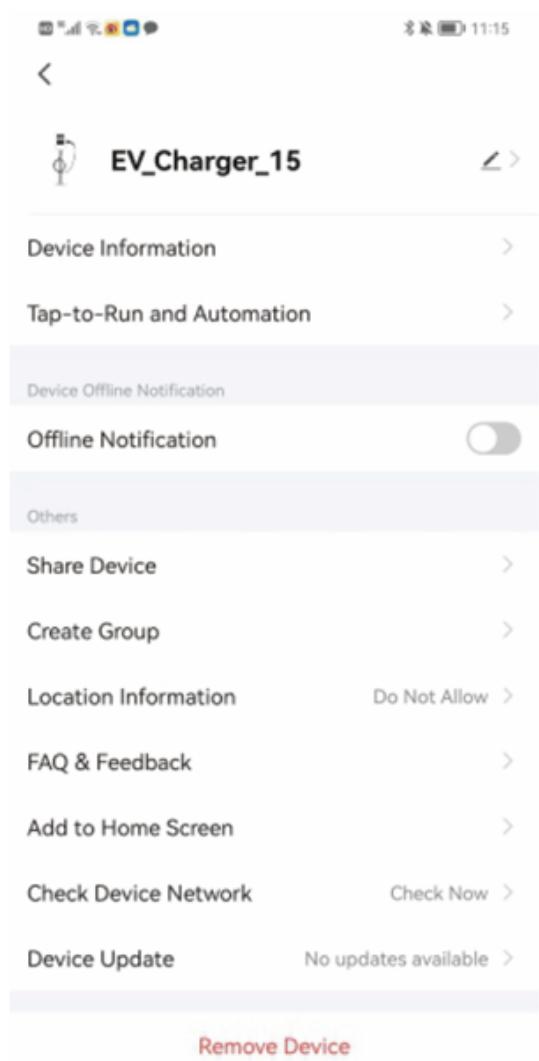 11:15
EV_Charger_15
Device Information
Tap-to-Run and Automation
Device Offline Notification
Offline Notification
Others
Share Device
Create Group
Location Information Do Not Allow
FAQ & Feedback
Add to Home Screen
Check Device Network Check Now
Device Update No updates available
Remove Device